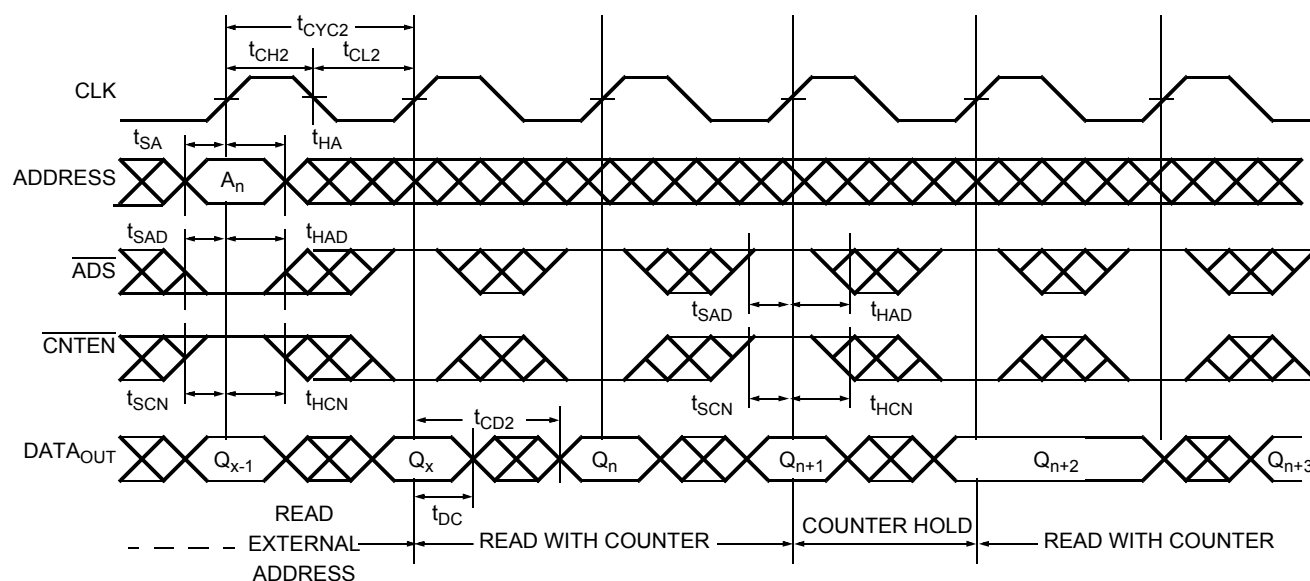 tCYC2
tCH2 tCL2
CLK
tSA tHA
ADDRESS An
tSAD tHAD
ADS
tSAD tHAD
CNTEN
tSCN tHCN tSCN tHCN
tCD2
DATAOUT Qx-1 Qx Qn Qn+1 Qn+2 Qn+3
tDC
READ
EXTERNAL
ADDRESS
READ WITH COUNTER
COUNTER HOLD
READ WITH COUNTER